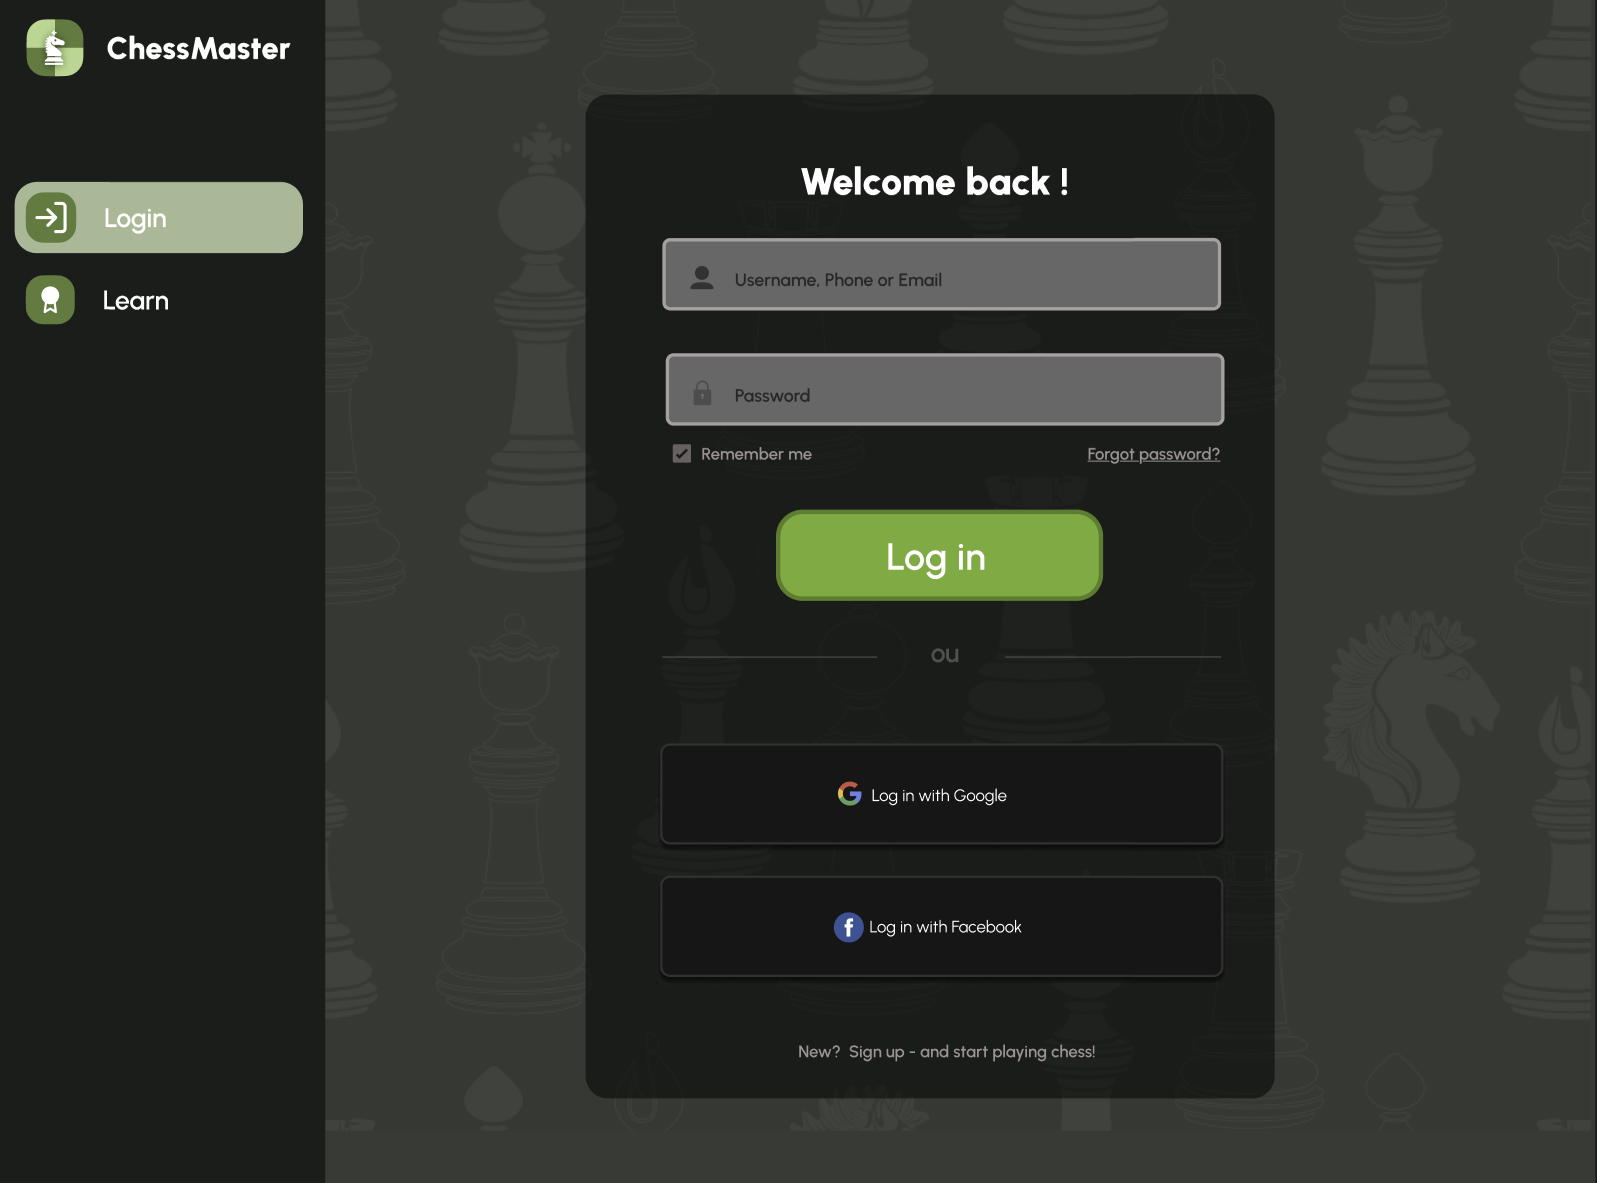 ChessMaster
Login
Learn
Welcome back !
Username, Phone or Email
Password
Remember me
Forgot password?
Log in
ou
Log in with Google
Log in with Facebook
New?  Sign up - and start playing chess!